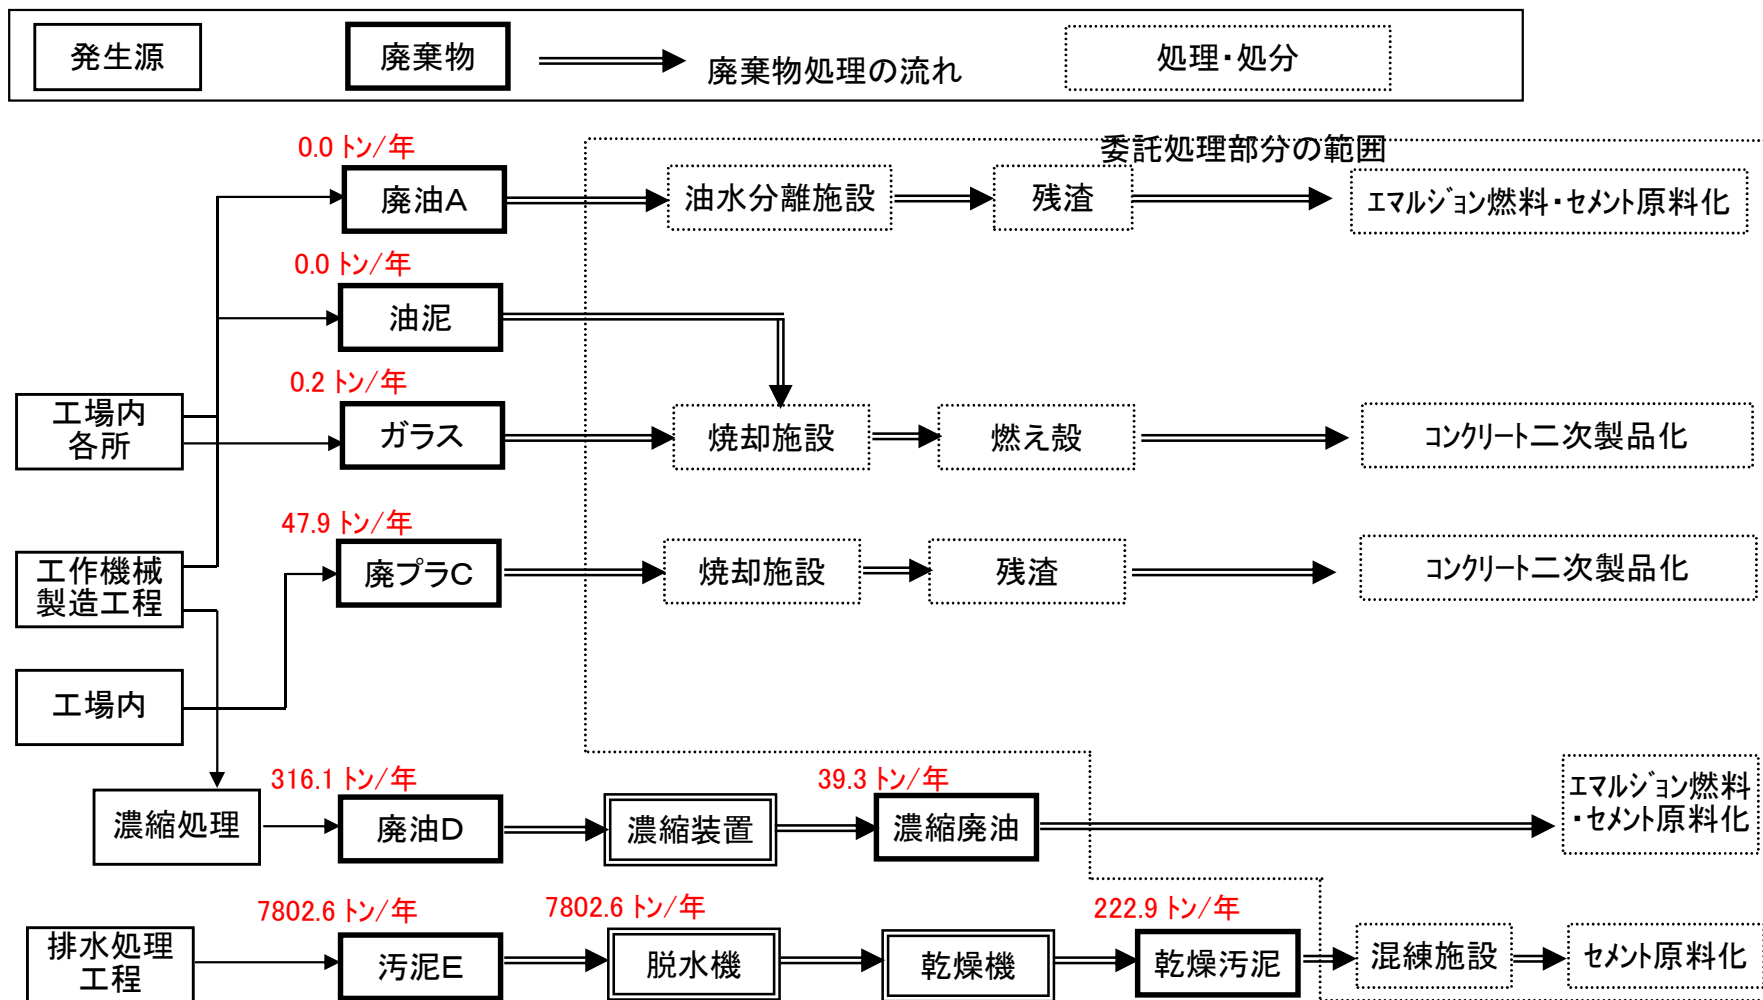 発生源
廃棄物
廃棄物処理の流れ
処理・処分
委託処理部分の範囲
0.0 トン/年
廃油A
油水分離施設
残渣
エマルジョン燃料・セメント原料化
0.0 トン/年
油泥
0.2 トン/年
工場内
各所
ガラス
焼却施設
燃え殻
コンクリート二次製品化
47.9 トン/年
工作機械
製造工程
廃プラC
焼却施設
残渣
コンクリート二次製品化
工場内
316.1 トン/年
39.3 トン/年
濃縮処理
廃油D
濃縮装置
濃縮廃油
エマルジョン燃料
・セメント原料化
7802.6 トン/年
7802.6 トン/年
222.9 トン/年
排水処理
工程
汚泥E
脱水機
乾燥機
乾燥汚泥
混練施設
セメント原料化